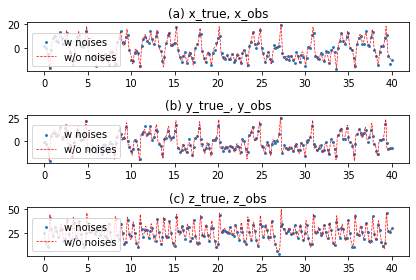 (a) x_true, x_obs
20
0
w noises
w/o noises
0 5 10 15 20 25 30 35 40
(b) y_true_, y_obs
25
0
w noises
w/o noises
0 5 10 15 20 25 30 35 40
(c) z_true, z_obs
50
25
w noises
w/o noises
0 5 10 15 20 25 30 35 40